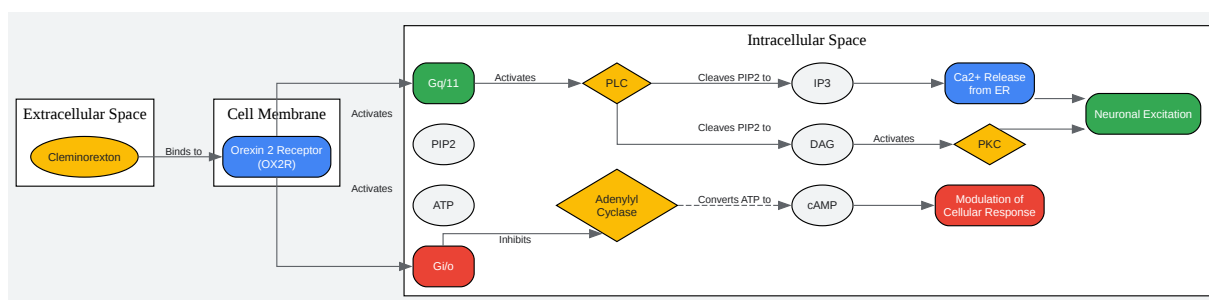 Intracellular Space
Extracellular Space
Cleminorexton
Binds to
Cell Membrane
Orexin 2 Receptor
(OX2R)
Activates
Activates
Gq/11
Activates
PLC
Cleaves PIP2 to
IP3
Ca2+ Release
from ER
Neuronal Excitation
PIP2
Cleaves PIP2 to
DAG
Activates
PKC
ATP
Adenylyl
Cyclase
Converts ATP to
cAMP
Modulation of
Cellular Response
Inhibits
Gi/o